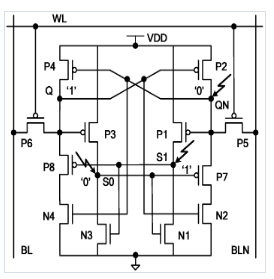 WL
VDD
P4
P2
'1'
'0'
Q
QN
P6
P3
P1
P5
P8
S1
'0'
S0
'1'
P7
N4
N2
N3
N1
BL
BLN